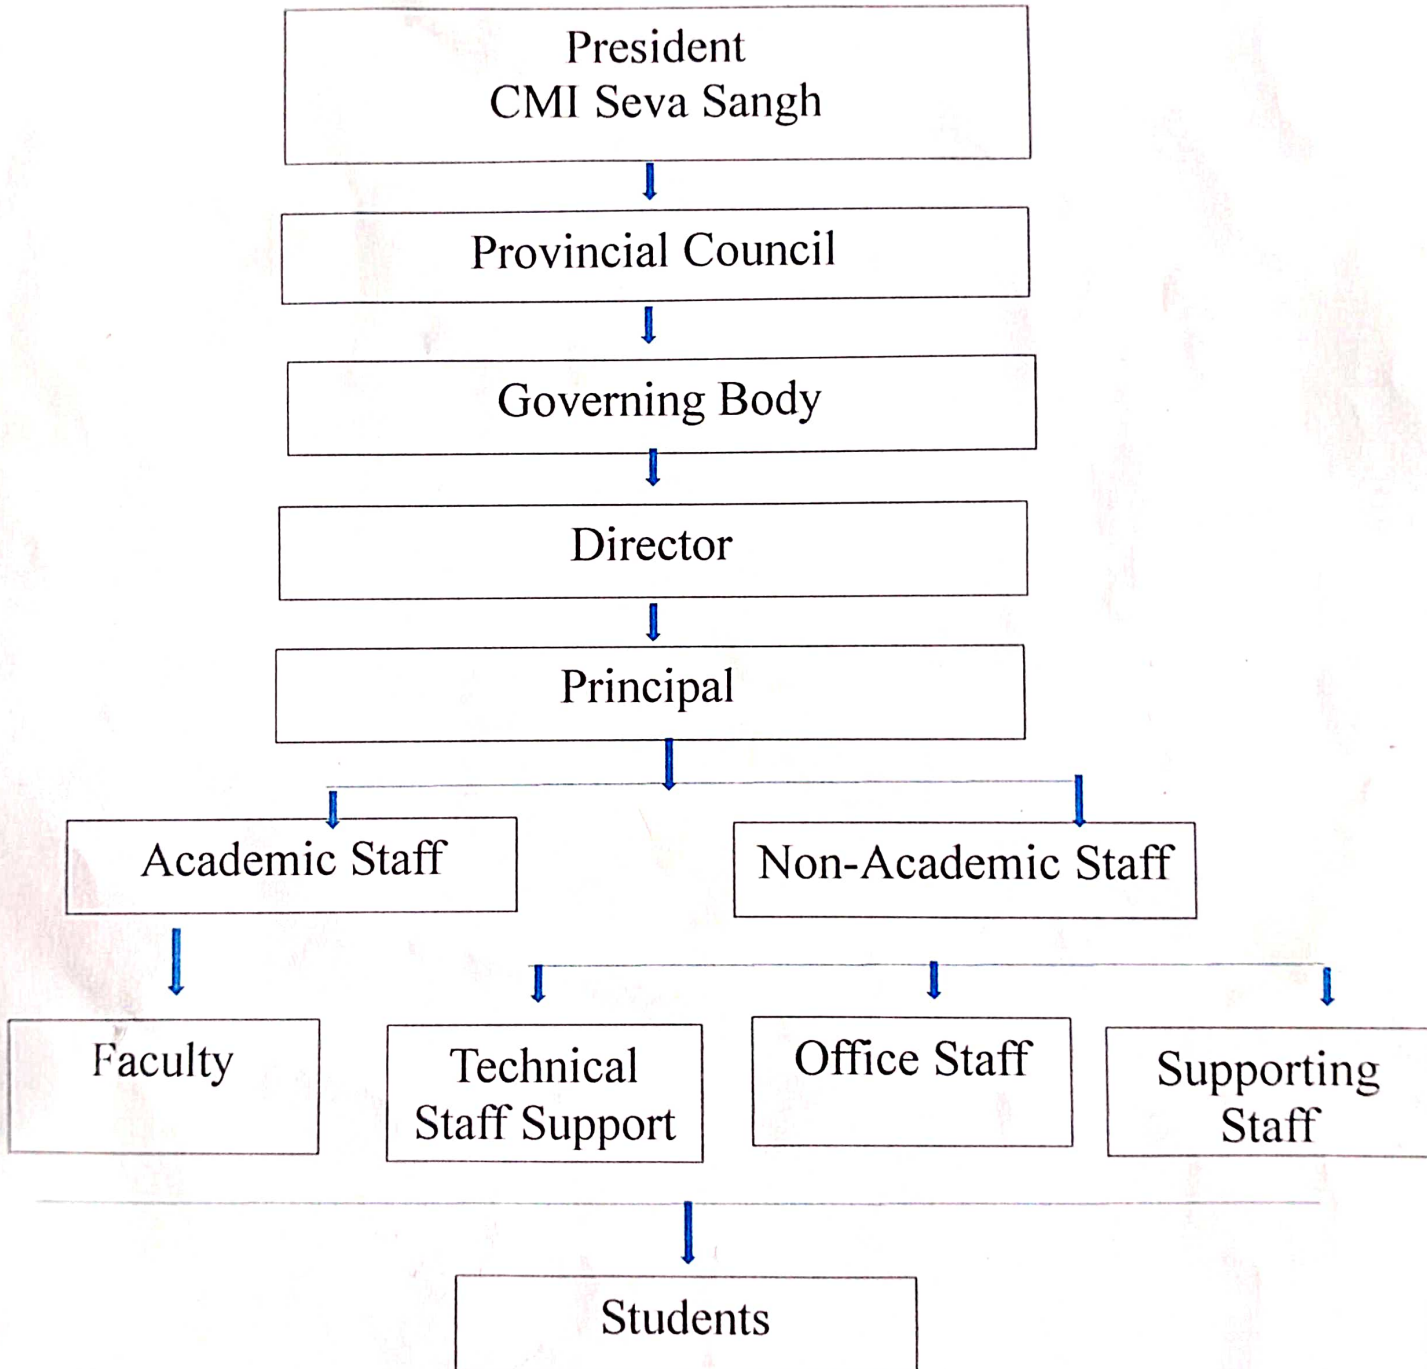 President
CMI Seva Sangh
Provincial Council
Governing Body
Director
Principal
Academic Staff
Non-Academic Staff
Faculty
Technical
Staff Support
Office Staff
Supporting
Staff
Students